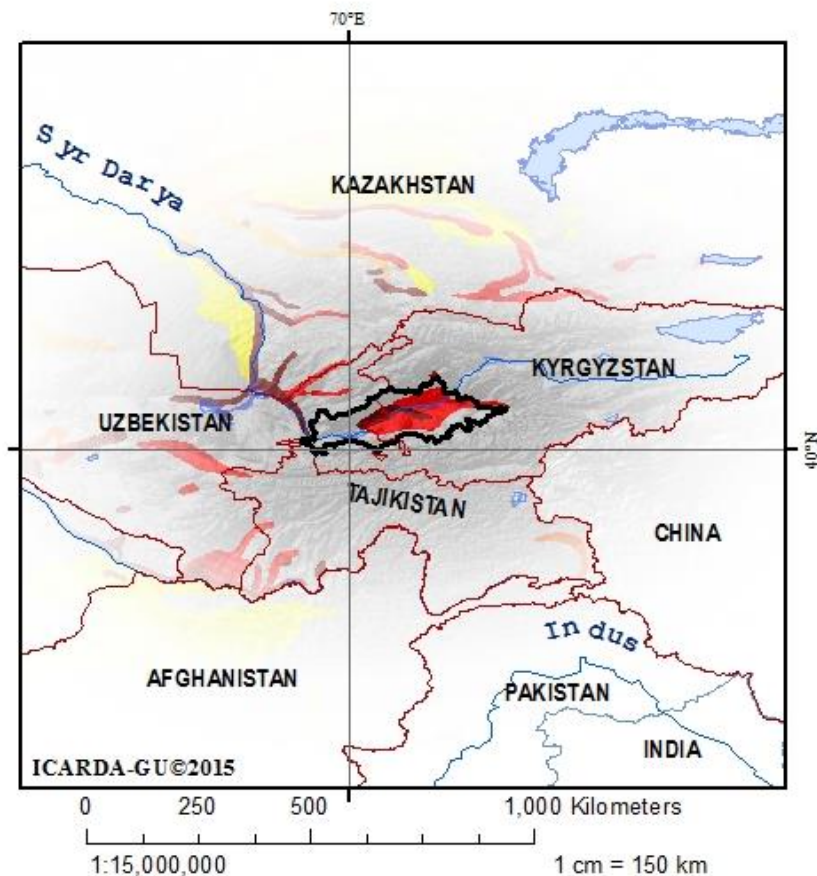 70°E
Syr Darya
KAZAKHSTAN
KYRGYZSTAN
UZBEKISTAN
40°N
TAJIKISTAN
CHINA
Indus
AFGHANISTAN
PAKISTAN
INDIA
ICARDA-GU©2015
0 250 500 1,000 Kilometers
1:15,000,000 1 cm = 150 km